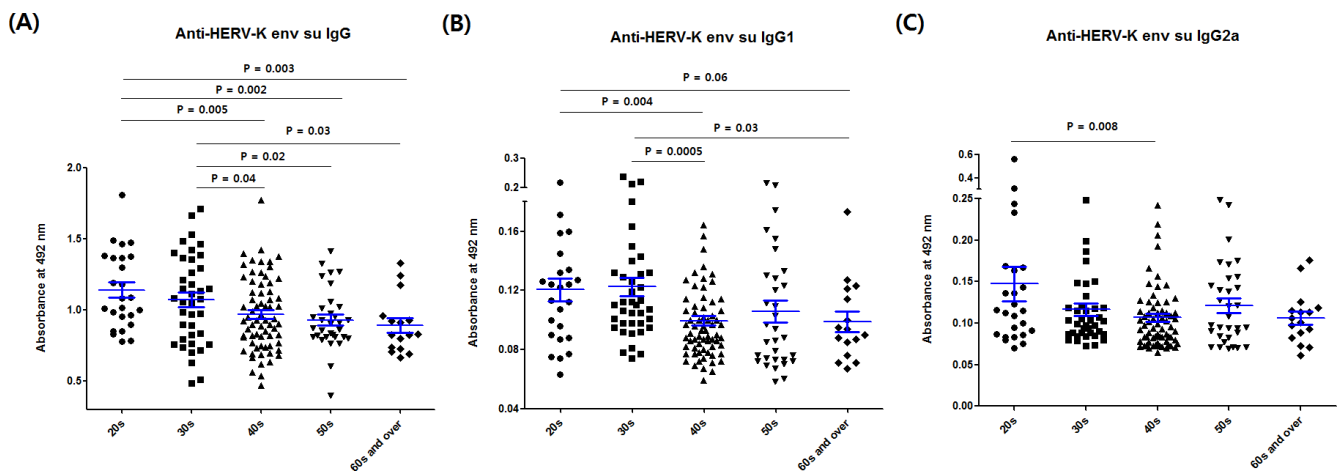 (A)
Anti-HERV-K env su IgG
P = 0.003
P = 0.002
P = 0.005
P = 0.03
P = 0.02
P = 0.04
Absorbance at 492 nm
2.0
1.5
1.0
0.5
20s
30s
40s
50s
60s and over
(B)
Anti-HERV-K env su IgG1
P = 0.06
P = 0.004
P = 0.03
P = 0.0005
Absorbance at 492 nm
0.3
0.2
0.16
0.12
0.08
0.04
20s
30s
40s
50s
60s and over
(C)
Anti-HERV-K env su IgG2a
P = 0.008
Absorbance at 492 nm
0.6
0.4
0.25
0.20
0.15
0.10
0.05
0.00
20s
30s
40s
50s
60s and over